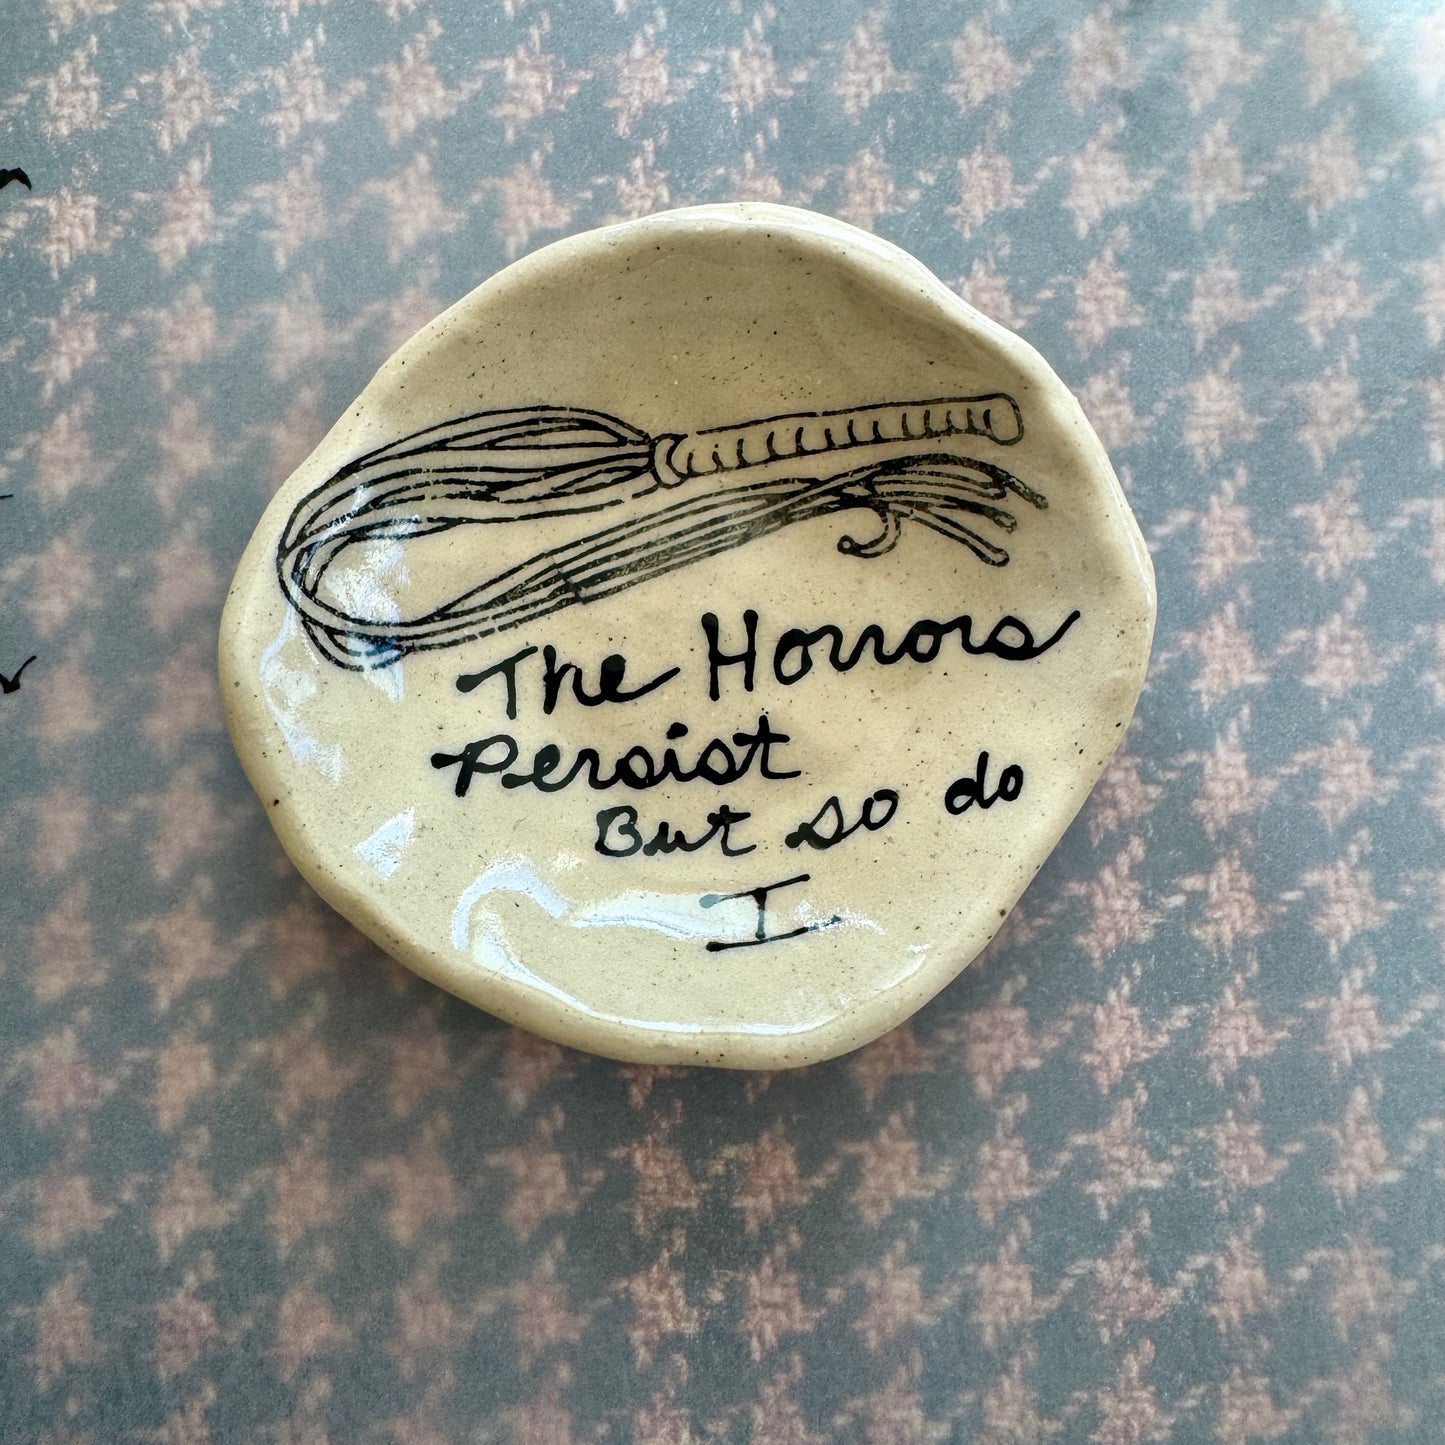 The Horrors
Persist
But so do
I